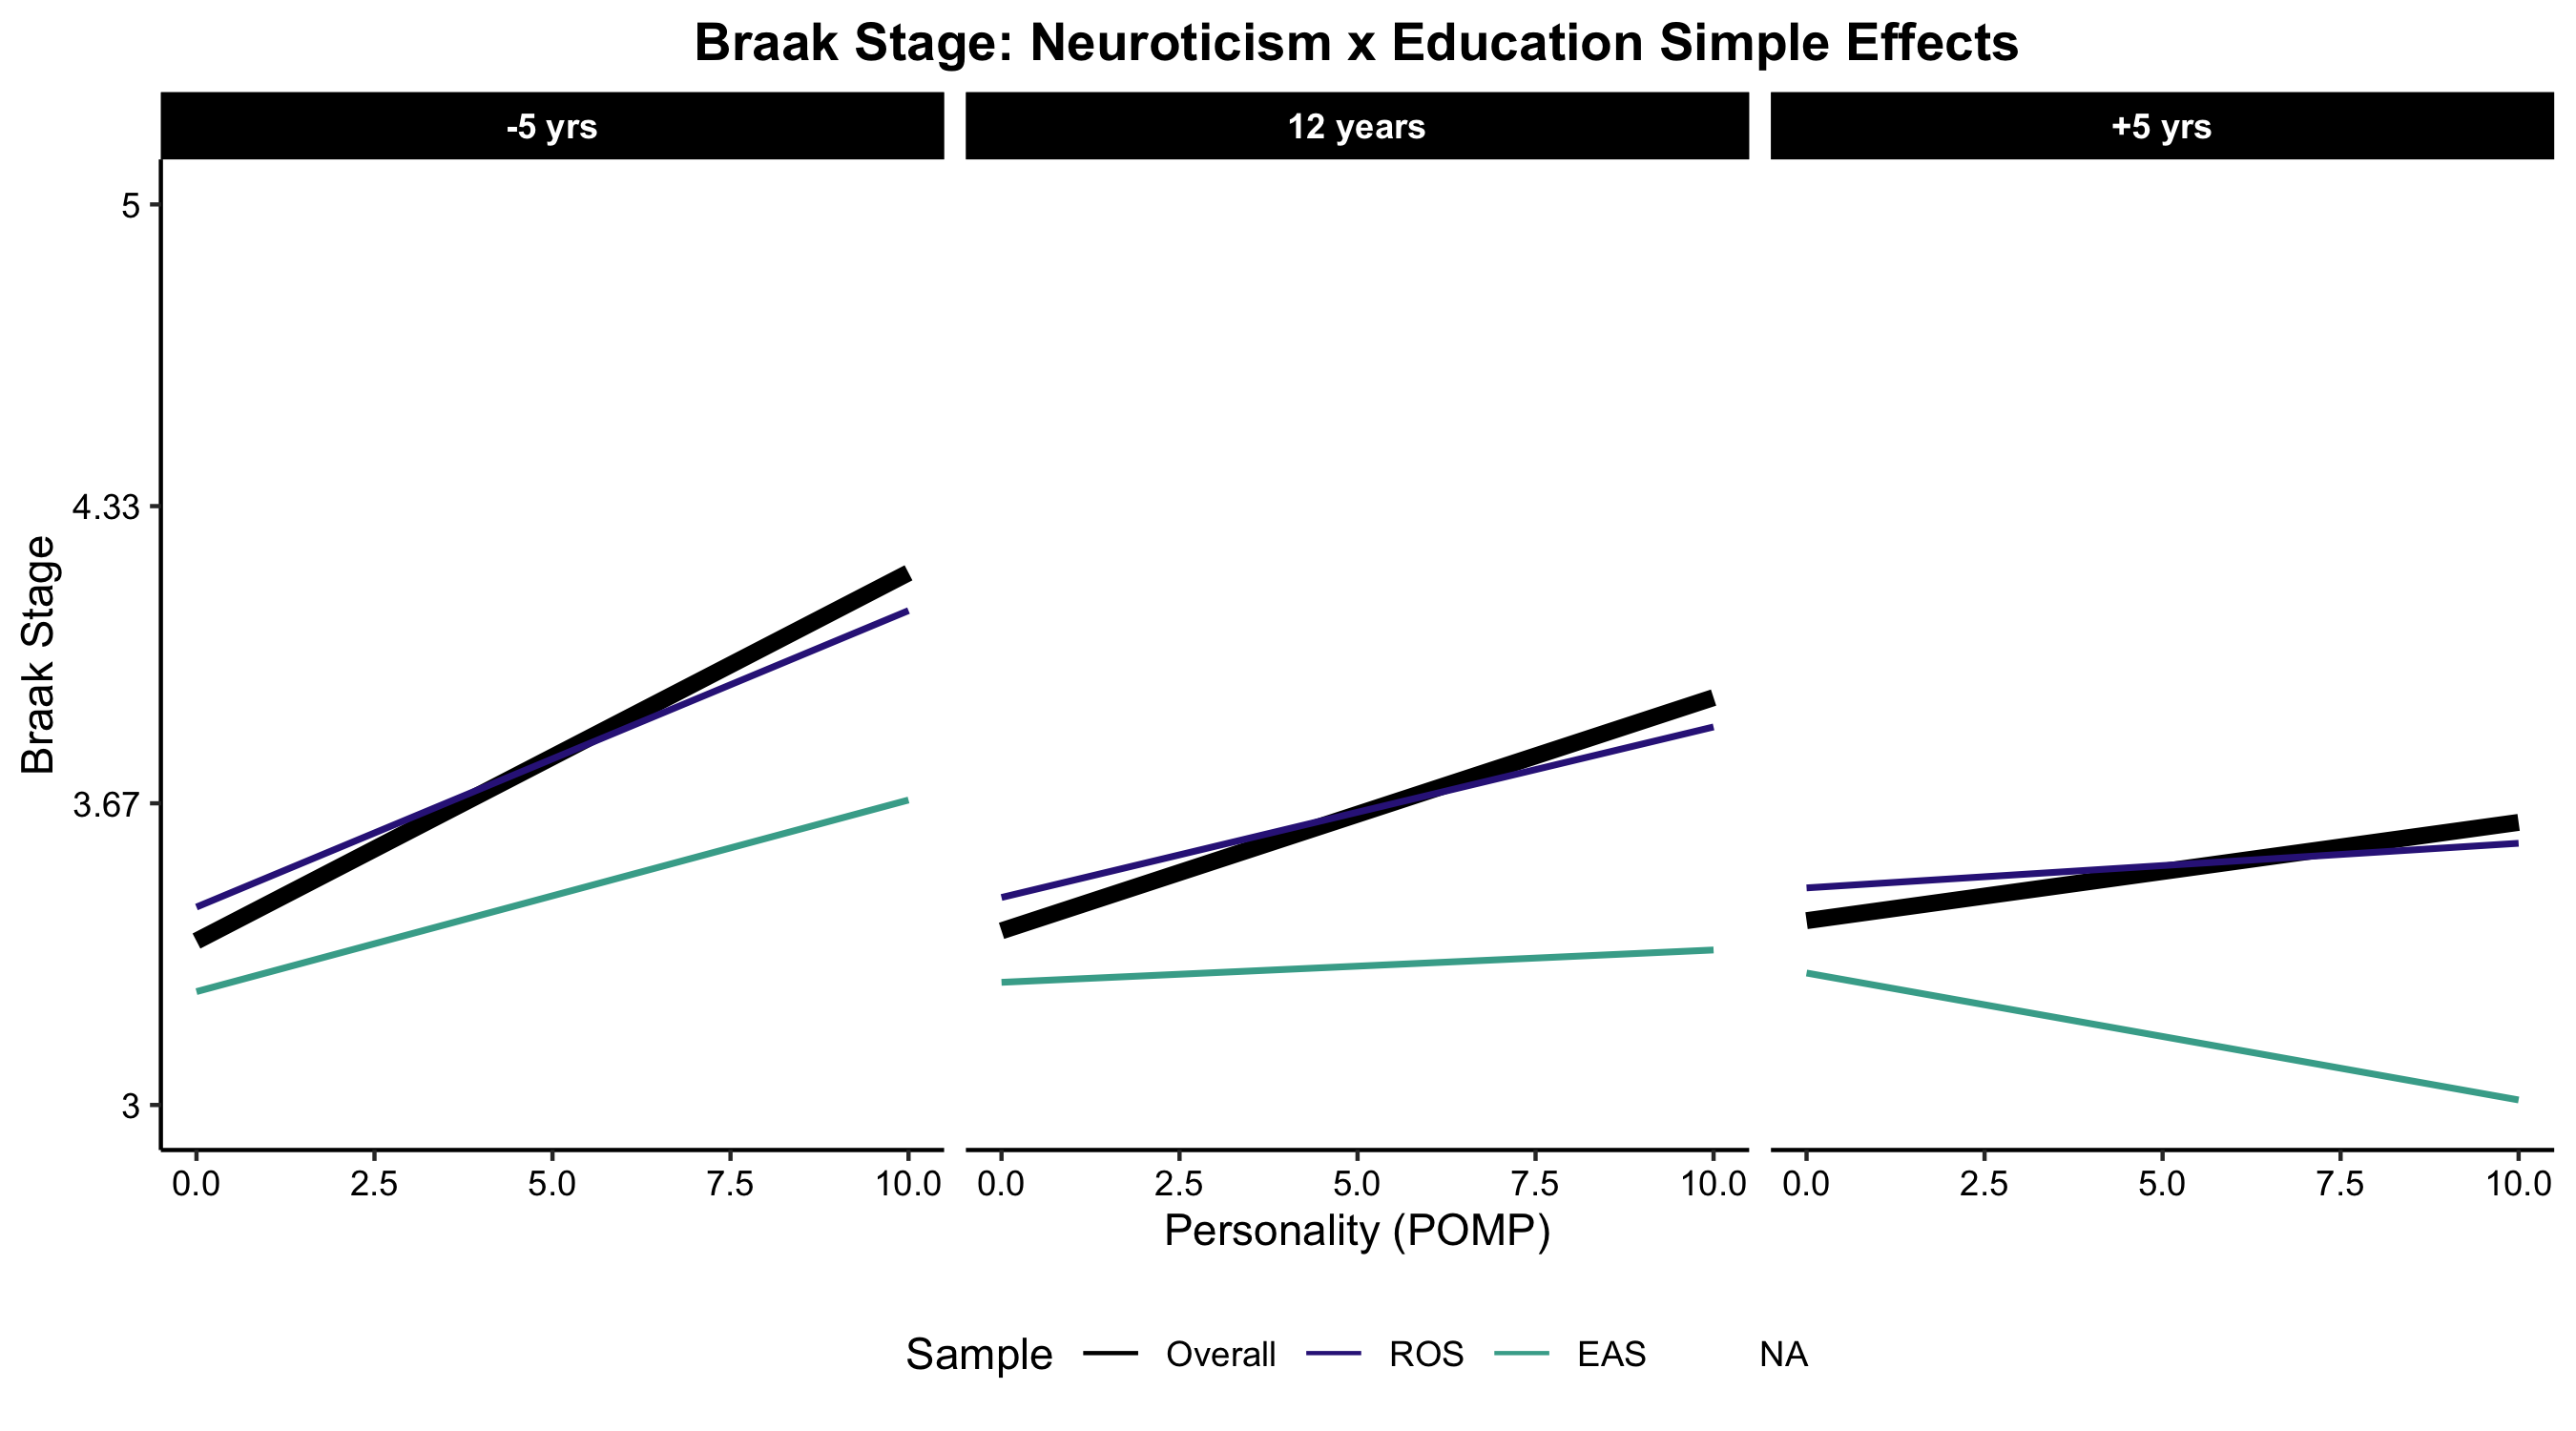 Braak Stage: Neuroticism x Education Simple Effects
-5 yrs 12 years +5 yrs
5
4.33
3.67
3
Braak Stage
0.0 2.5 5.0 7.5 10.0 0.0 2.5 5.0 7.5 10.0 0.0 2.5 5.0 7.5 10.0
Personality (POMP)
Sample Overall ROS EAS NA